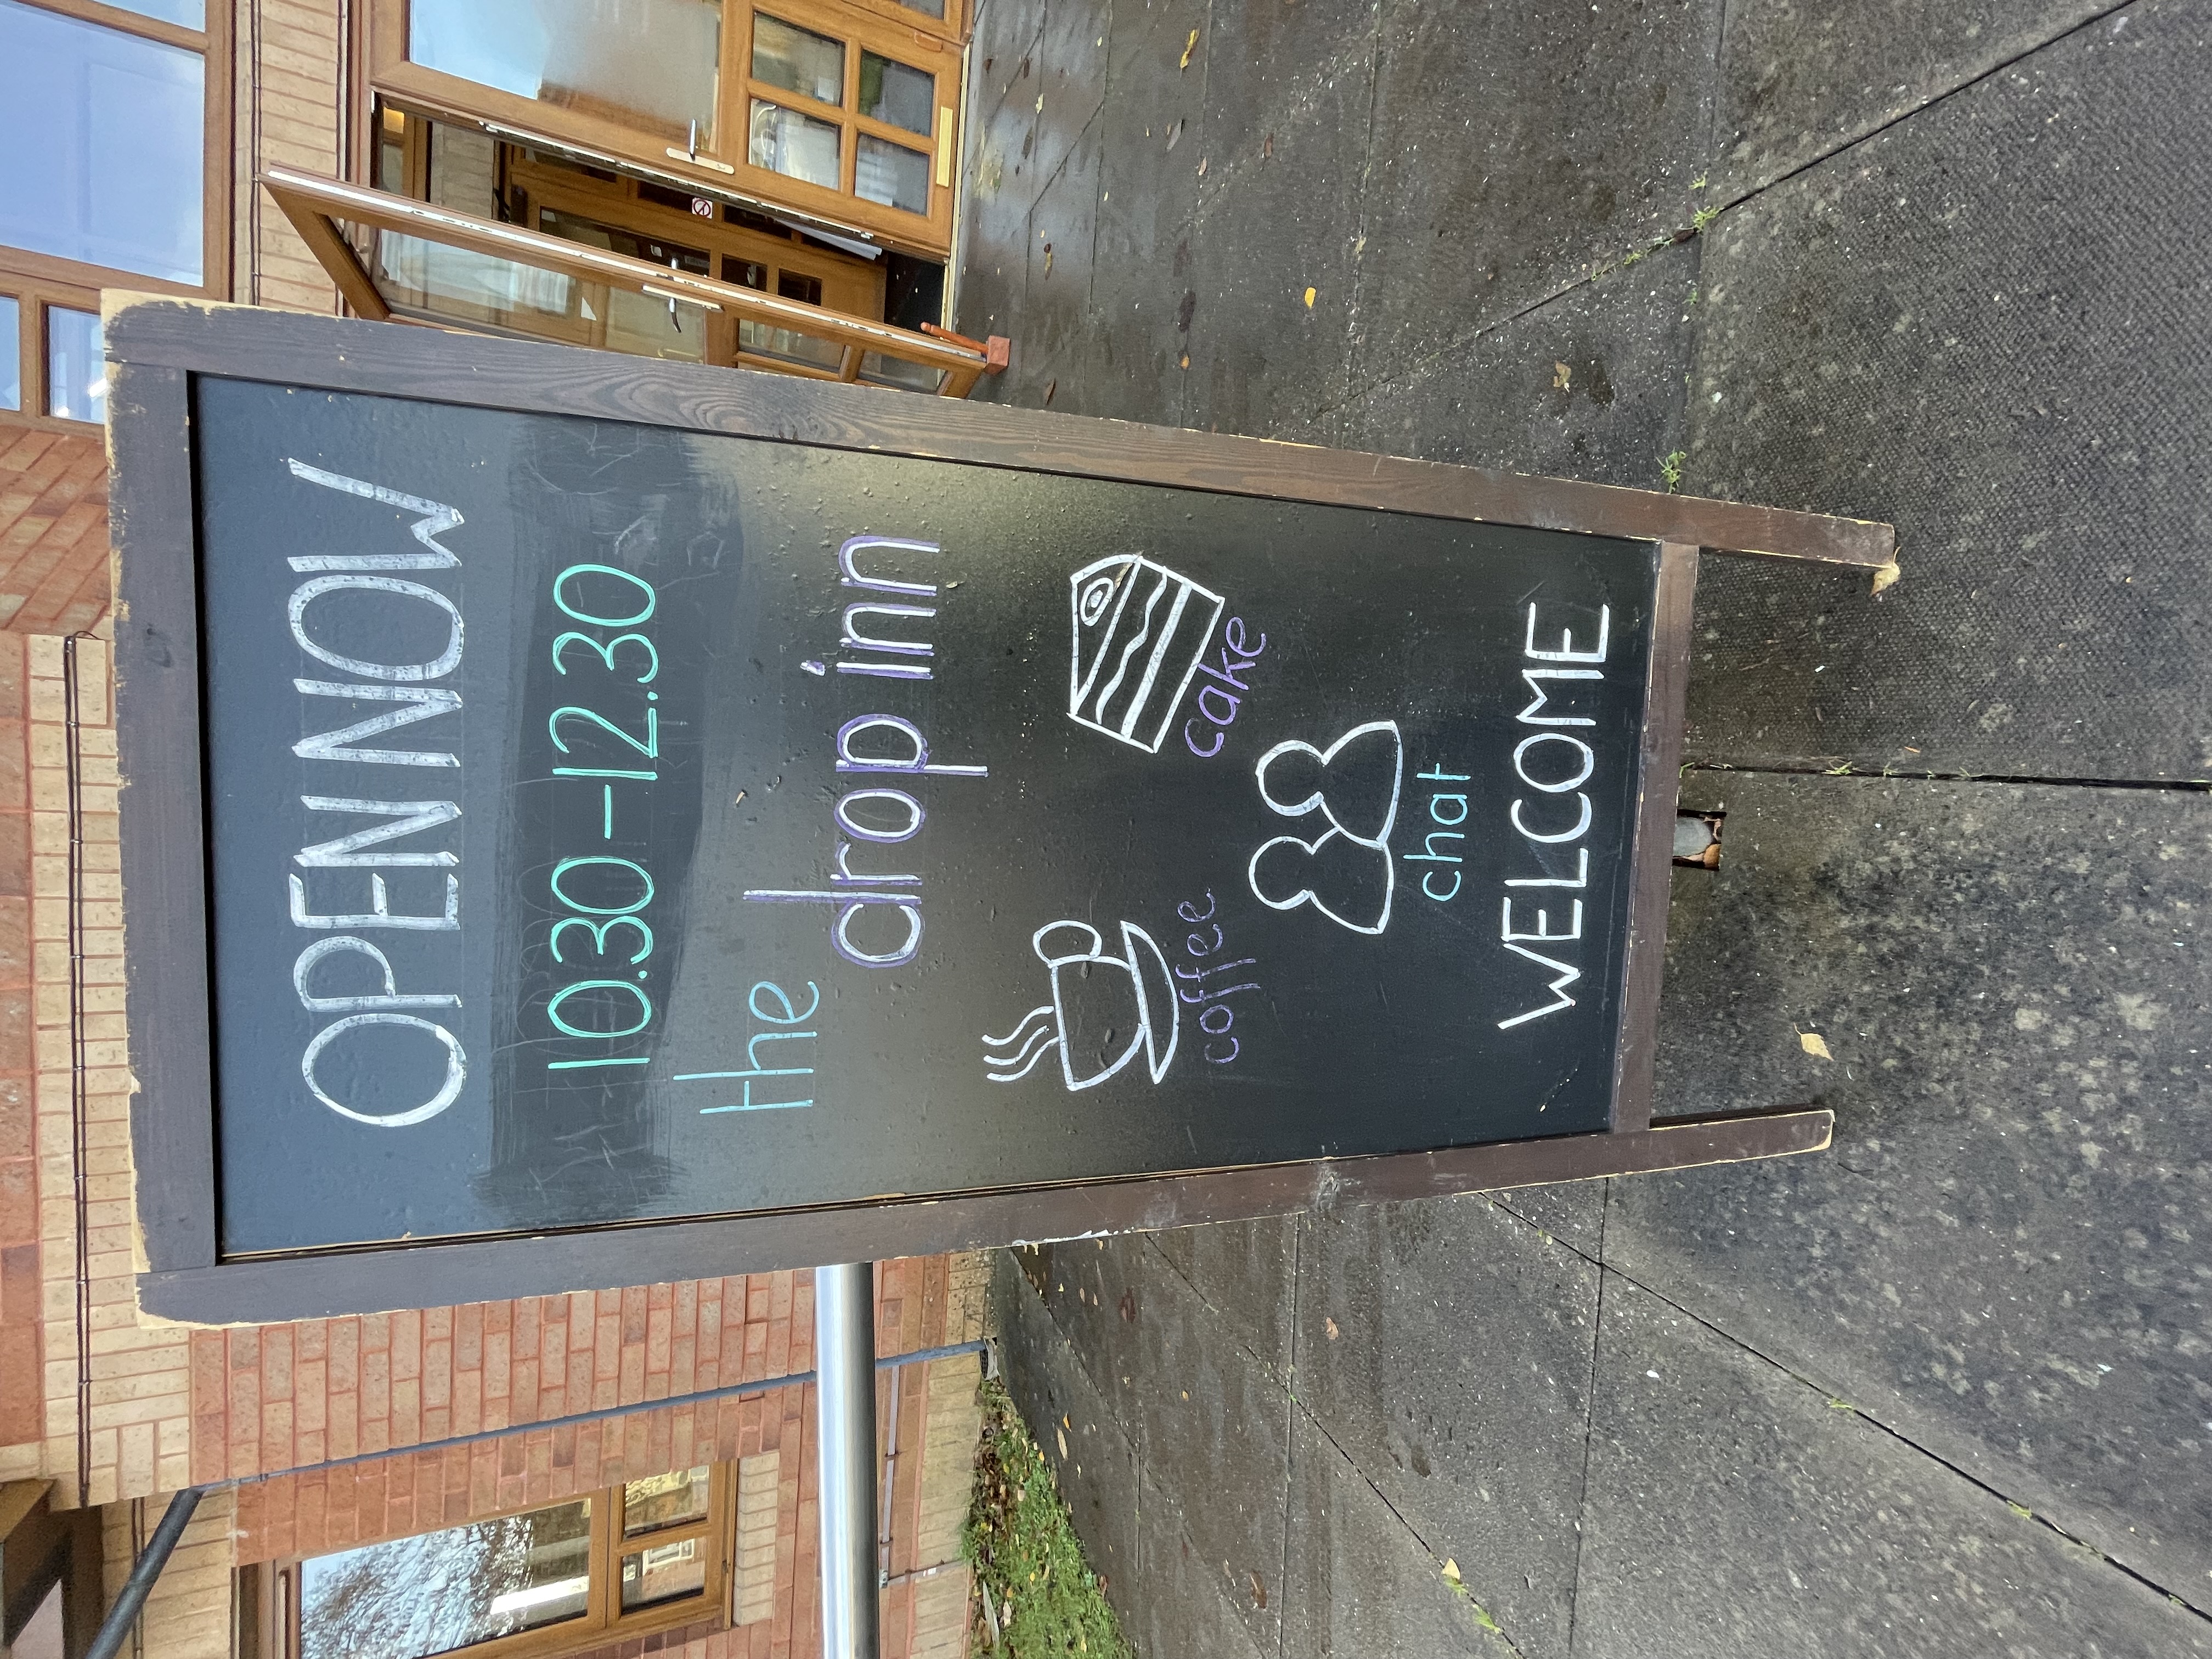 OPEN NOW
10.30-12.30
the
drop inn
coffee
cake
chat
WELCOME